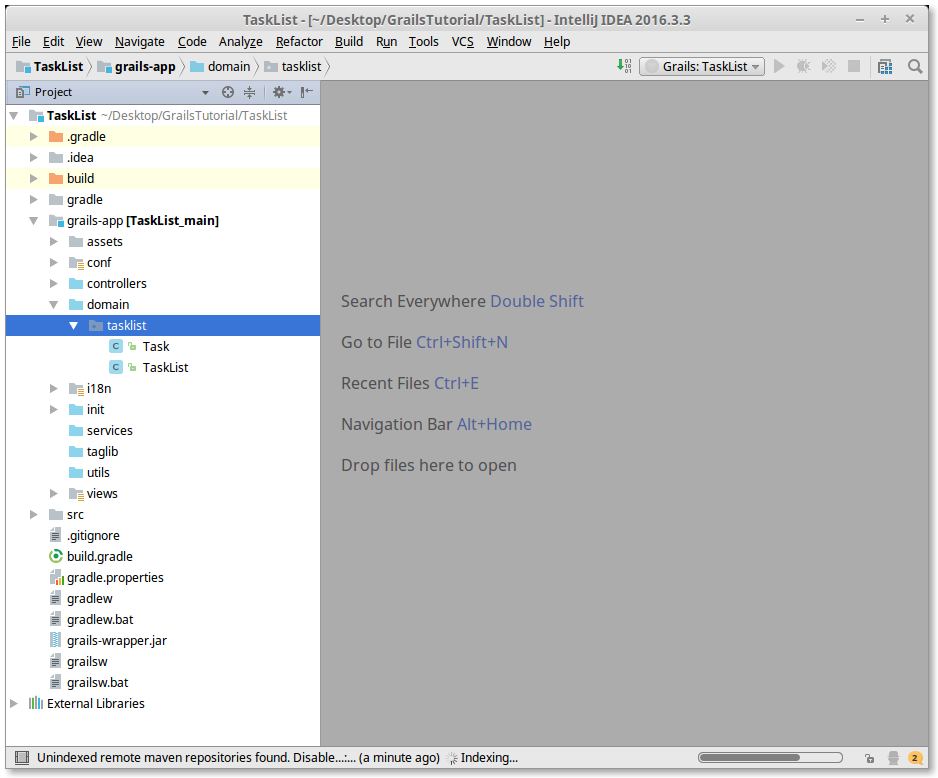 TaskList - [~/Desktop/GrailsTutorial/TaskList] - IntelliJ IDEA 2016.3.3
File Edit View Navigate Code Analyze Refactor Build Run Tools VCS Window Help
TaskList grails-app domain tasklist Grails: TaskList
Project
TaskList ~/Desktop/GrailsTutorial/TaskList
.gradle
.idea
build
gradle
grails-app [TaskList_main]
assets
conf
controllers
domain
tasklist
C Task
C TaskList
i18n
init
services
taglib
utils
views
src
.gitignore
build.gradle
gradle.properties
gradlew
gradlew.bat
grails-wrapper.jar
grailsw
grailsw.bat
External Libraries
Search Everywhere Double Shift
Go to File Ctrl+Shift+N
Recent Files Ctrl+E
Navigation Bar Alt+Home
Drop files here to open
Unindexed remote maven repositories found. Disable...:... (a minute ago) Indexing... 2